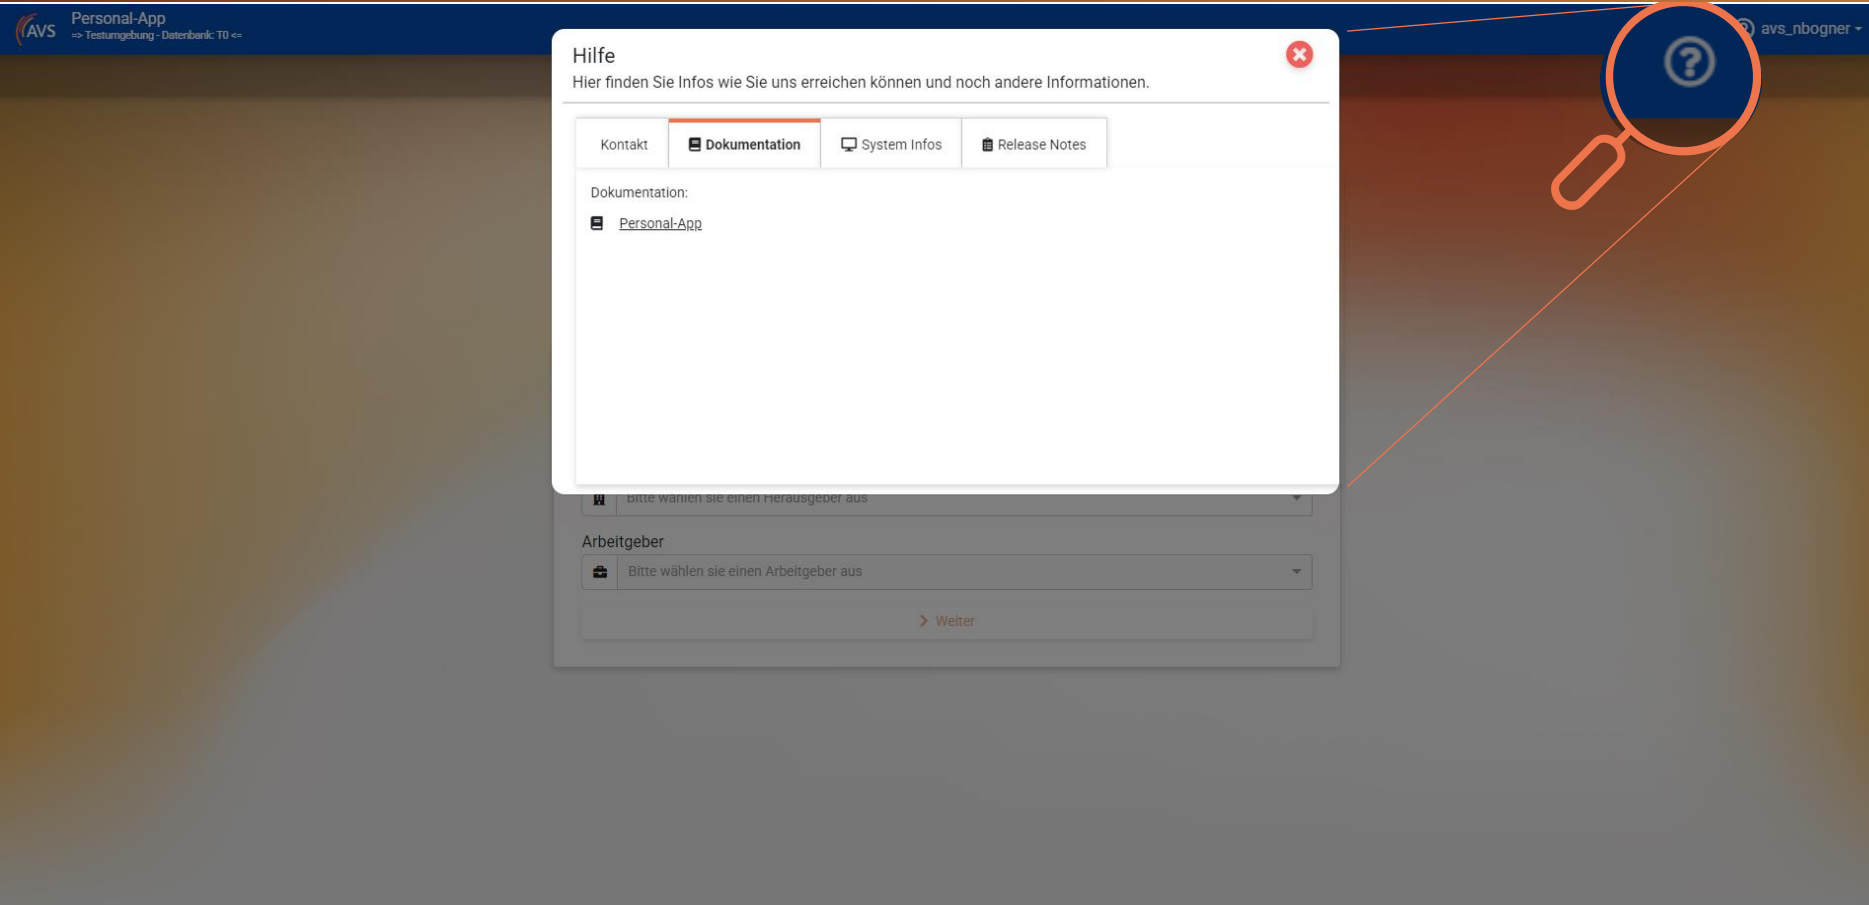 AVS
Personal-App
=> Testumgebung - Datenbank: T0 <=
avs_nbogner
Hilfe
Hier finden Sie Infos wie Sie uns erreichen können und noch andere Informationen.
Kontakt
Dokumentation
System Infos
Release Notes
Dokumentation:
Personal-App
Bitte wählen sie einen Herausgeber aus
Arbeitgeber
Bitte wählen sie einen Arbeitgeber aus
Weiter